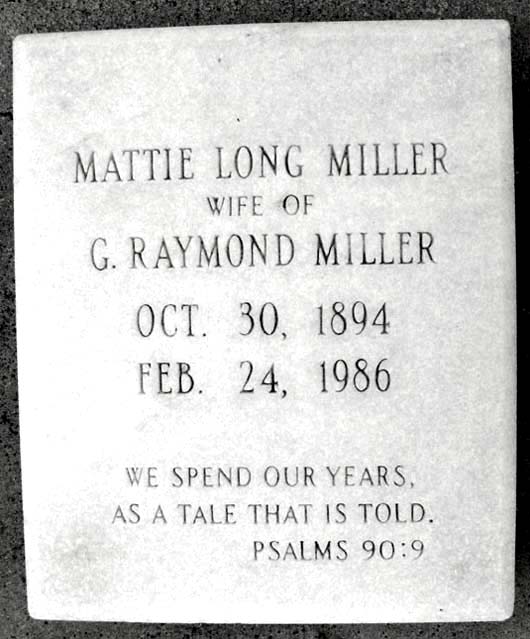 MATTIE LONG MILLER
WIFE OF
G. RAYMOND MILLER
OCT. 30, 1894
FEB. 24, 1986
WE SPEND OUR YEARS,
AS A TALE THAT IS TOLD.
PSALMS 90:9